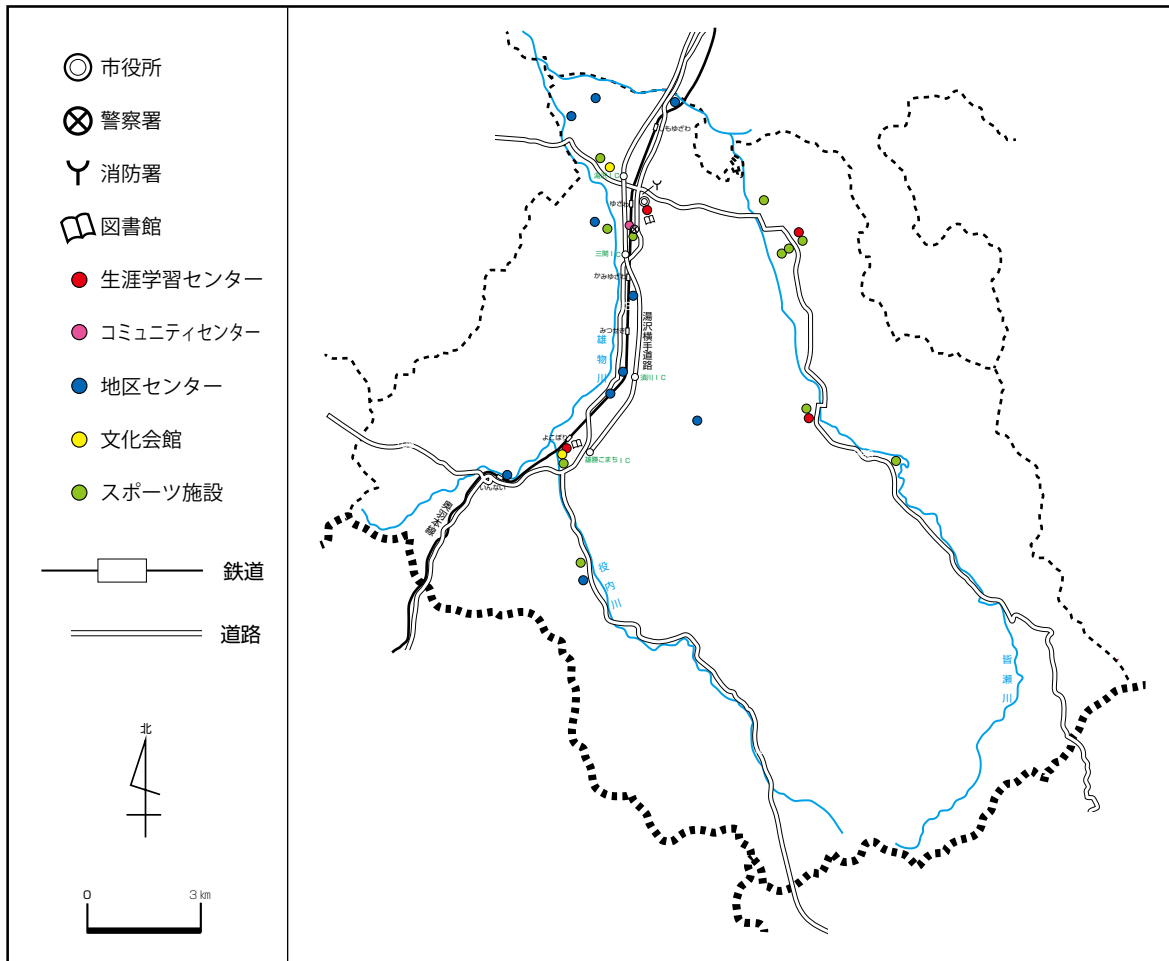 市役所
警察署
消防署
図書館
生涯学習センター
コミュニティセンター
地区センター
文化会館
スポーツ施設
鉄道
道路
北
0 3㎞
しもゆざわ
湯沢IC
ゆざわ
三関IC
かみゆざわ
みつせき
湯沢横手道路
雄物川
須川IC
よこぼり
雄勝こまちIC
いんない
奥羽本線
役内川
皆瀬川